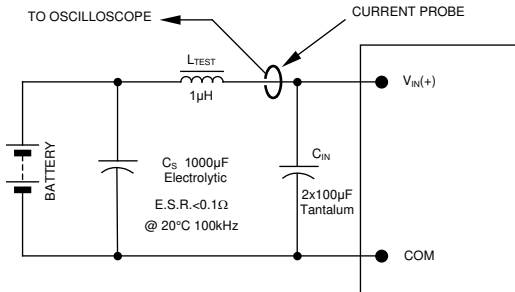 TO OSCILLOSCOPE
CURRENT PROBE
LTEST
1µH
VIN(+)
BATTERY
CS 1000µF
Electrolytic
E.S.R.<0.1Ω
@ 20°C 100kHz
CIN
2x100µF
Tantalum
COM